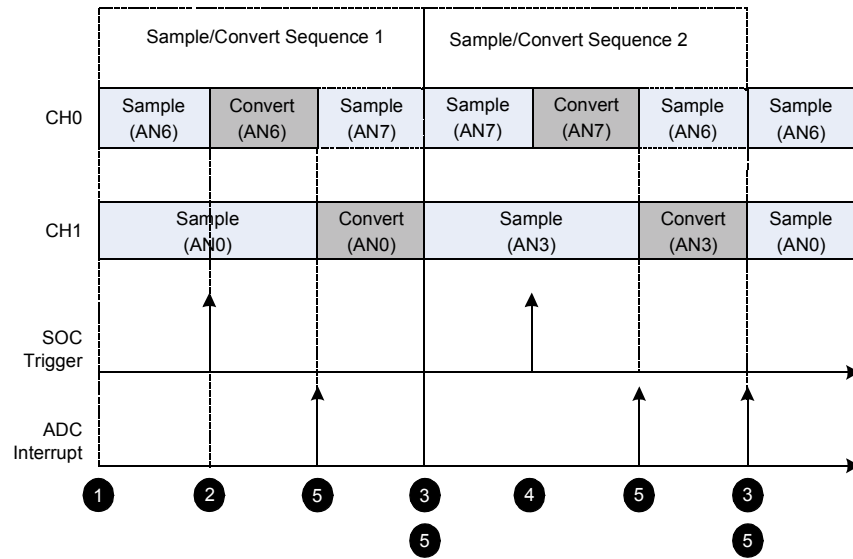 Sample/Convert Sequence 1
Sample/Convert Sequence 2
CH0
Sample
(AN6)
Convert
(AN6)
Sample
(AN7)
Sample
(AN7)
Convert
(AN7)
Sample
(AN6)
Sample
(AN6)
CH1
Sample
(AN0)
Convert
(AN0)
Sample
(AN3)
Convert
(AN3)
Sample
(AN0)
SOC
Trigger
ADC
Interrupt
1
2
5
3
4
5
3
5
5